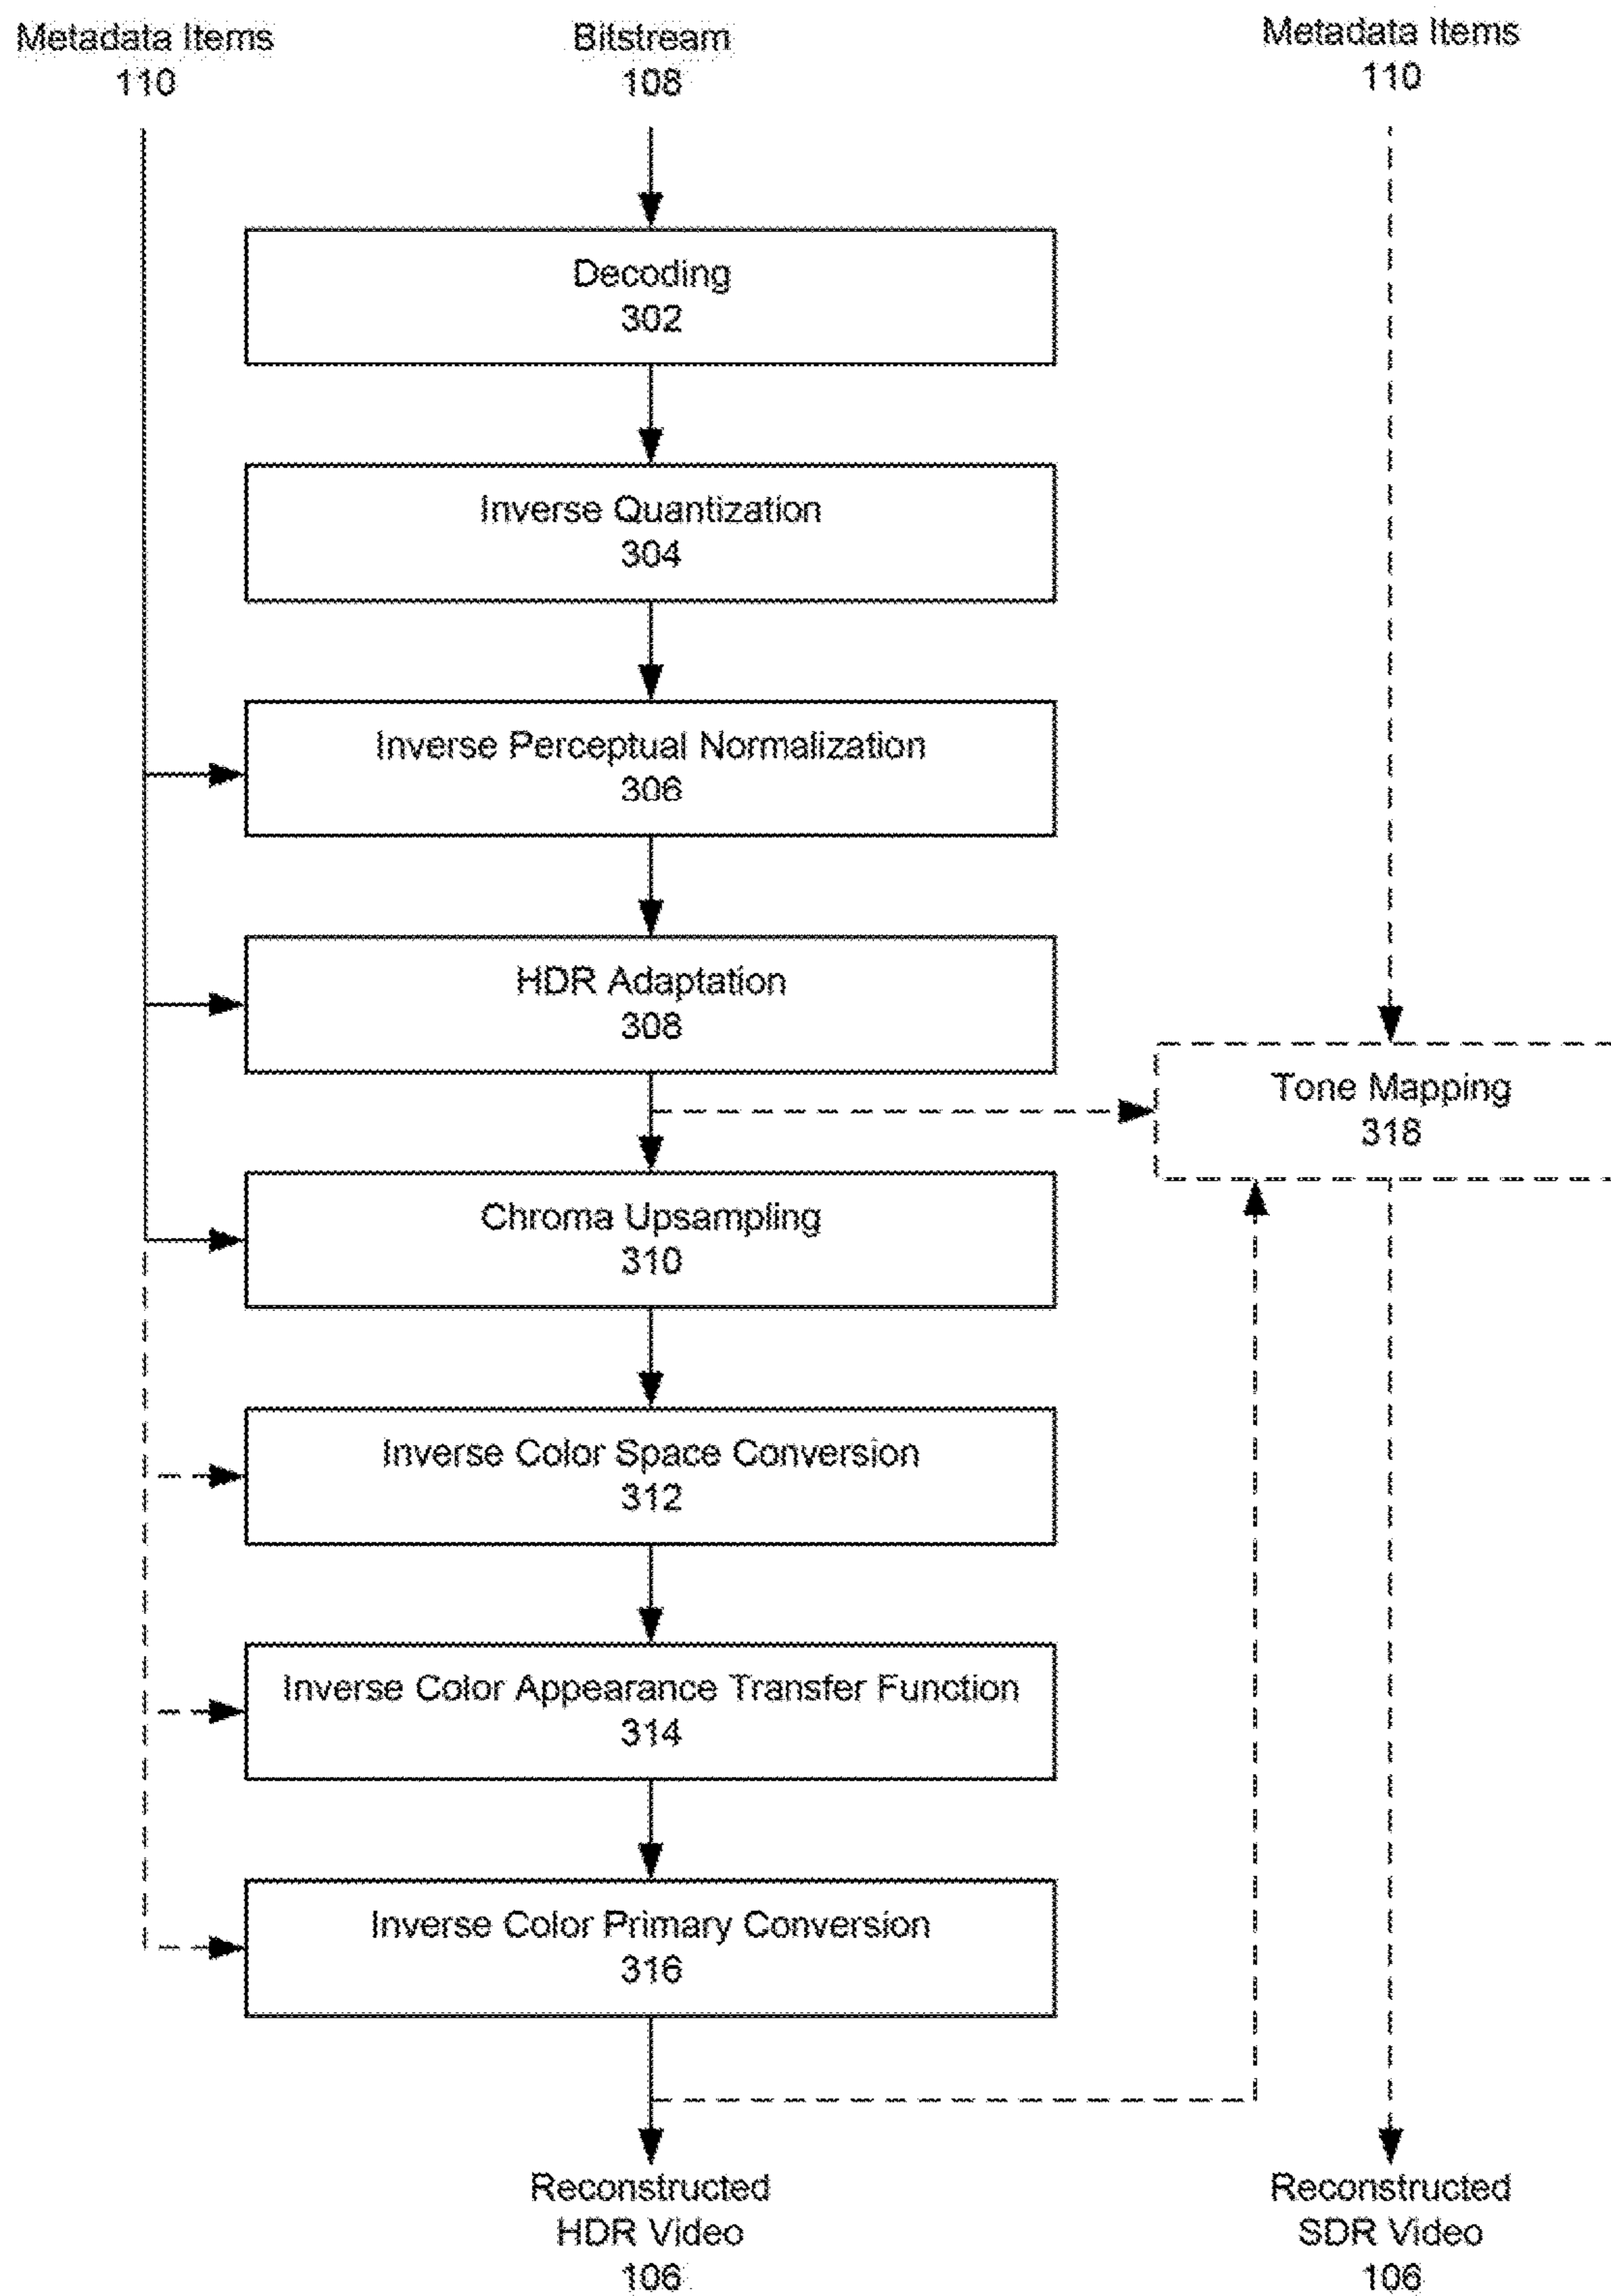 Metadata Items
110
Bitstream
108
Metadata Items
110
Decoding
302
Inverse Quantization
304
Inverse Perceptual Normalization
306
HDR Adaptation
308
Tone Mapping
318
Chroma Upsampling
310
Inverse Color Space Conversion
312
Inverse Color Appearance Transfer Function
314
Inverse Color Primary Conversion
316
Reconstructed
HDR Video
106
Reconstructed
SDR Video
106